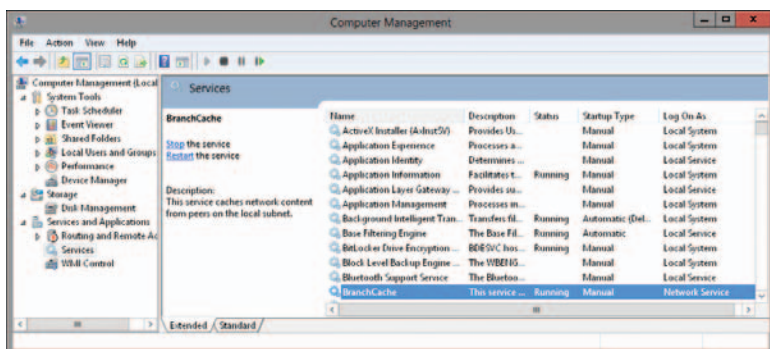 Computer Management
File Action View Help
Computer Management (Local
System Tools
Task Scheduler
Event Viewer
Shared Folders
Local Users and Groups
Performance
Device Manager
Storage
Disk Management
Services and Applications
Routing and Remote Ac
Services
WMI Control
Services
BranchCache
Stop the service
Restart the service
Description:
This service caches network content
from peers on the local subnet.
Name Description Status Startup Type Log On As
ActiveX Installer (AxInstSV) Provides Us... Manual Local System
Application Experience Processes a... Manual Local System
Application Identity Determines ... Manual Local Service
Application Information Facilitates t... Running Manual Local System
Application Layer Gateway ... Provides su... Manual Local Service
Application Management Processes in... Manual Local System
Background Intelligent Tran... Transfers fil... Running Automatic (Del... Local System
Base Filtering Engine The Base Fil... Running Automatic Local Service
BitLocker Drive Encryption ... BDESVC hos... Running Manual Local System
Block Level Backup Engine ... The WBENG... Manual Local System
Bluetooth Support Service The Bluetoo... Manual Local Service
BranchCache This service ... Running Manual Network Service
Extended Standard